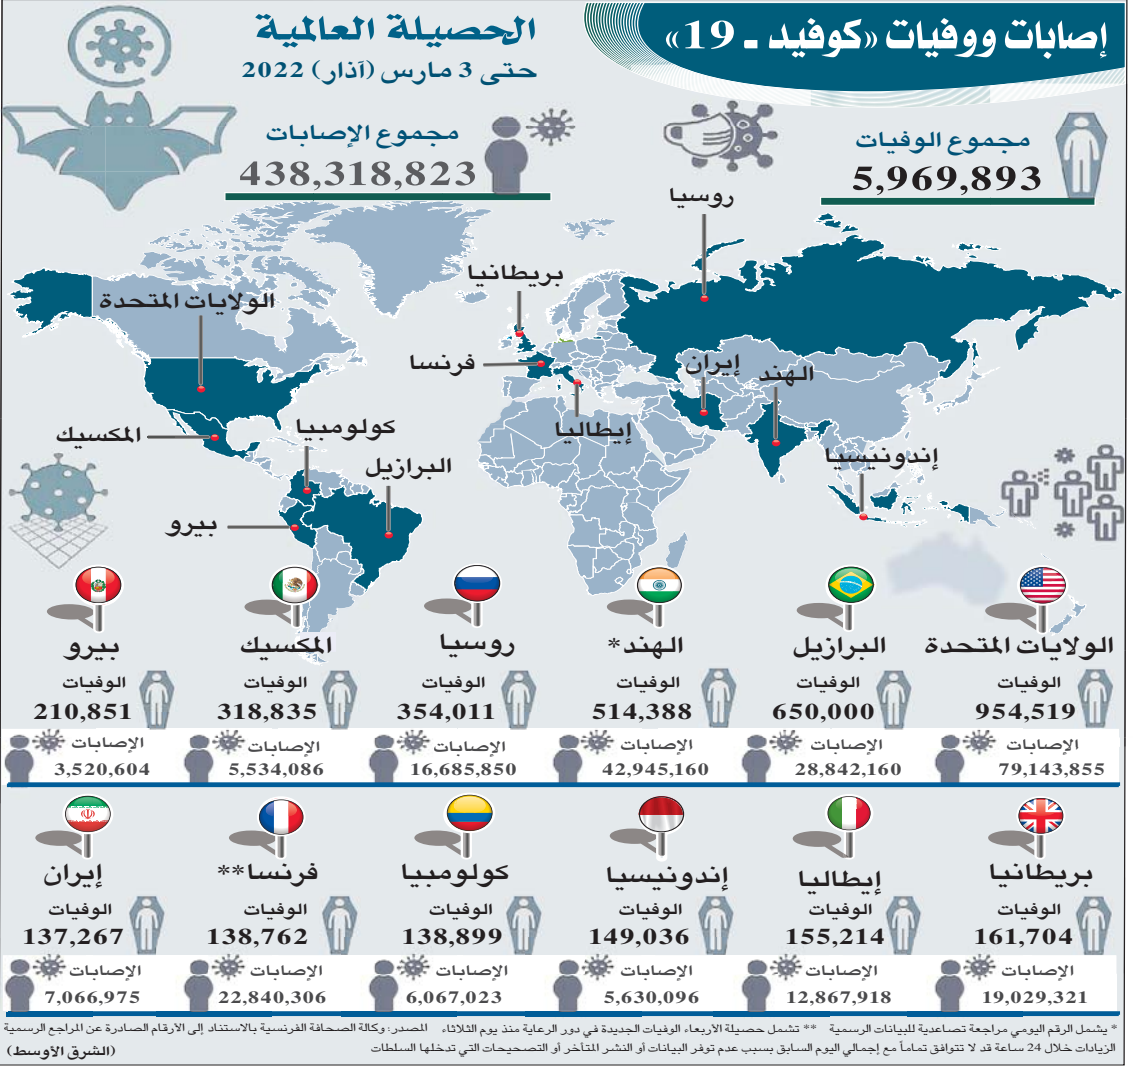 إصابات ووفيات «كوفيد ـ 19»
الحصيلة العالمية
حتى 3 مارس (آذار) 2022
مجموع الوفيات
5,969,893
مجموع الإصابات
438,318,823
روسيا
بريطانيا
الولايات المتحدة
فرنسا
إيران
الهند
إيطاليا
كولومبيا
المكسيك
إندونيسيا
البرازيل
بيرو
الولايات المتحدة
الوفيات
954,519
الإصابات
79,143,855
البرازيل
الوفيات
650,000
الإصابات
28,842,160
الهند*
الوفيات
514,388
الإصابات
42,945,160
روسيا
الوفيات
354,011
الإصابات
16,685,850
المكسيك
الوفيات
318,835
الإصابات
5,534,086
بيرو
الوفيات
210,851
الإصابات
3,520,604
بريطانيا
الوفيات
161,704
الإصابات
19,029,321
إيطاليا
الوفيات
155,214
الإصابات
12,867,918
إندونيسيا
الوفيات
149,036
الإصابات
5,630,096
كولومبيا
الوفيات
138,899
الإصابات
6,067,023
فرنسا**
الوفيات
138,762
الإصابات
22,840,306
إيران
الوفيات
137,267
الإصابات
7,066,975
* يشمل الرقم اليومي مراجعة تصاعدية للبيانات الرسمية ** تشمل حصيلة الأربعاء الوفيات الجديدة في دور الرعاية منذ يوم الثلاثاء المصدر: وكالة الصحافة الفرنسية بالاستناد إلى الأرقام الصادرة عن المراجع الرسمية
الزيادات خلال 24 ساعة قد لا تتوافق تماماً مع إجمالي اليوم السابق بسبب عدم توفر البيانات أو النشر المتأخر أو التصحيحات التي تدخلها السلطات
(الشرق الأوسط)